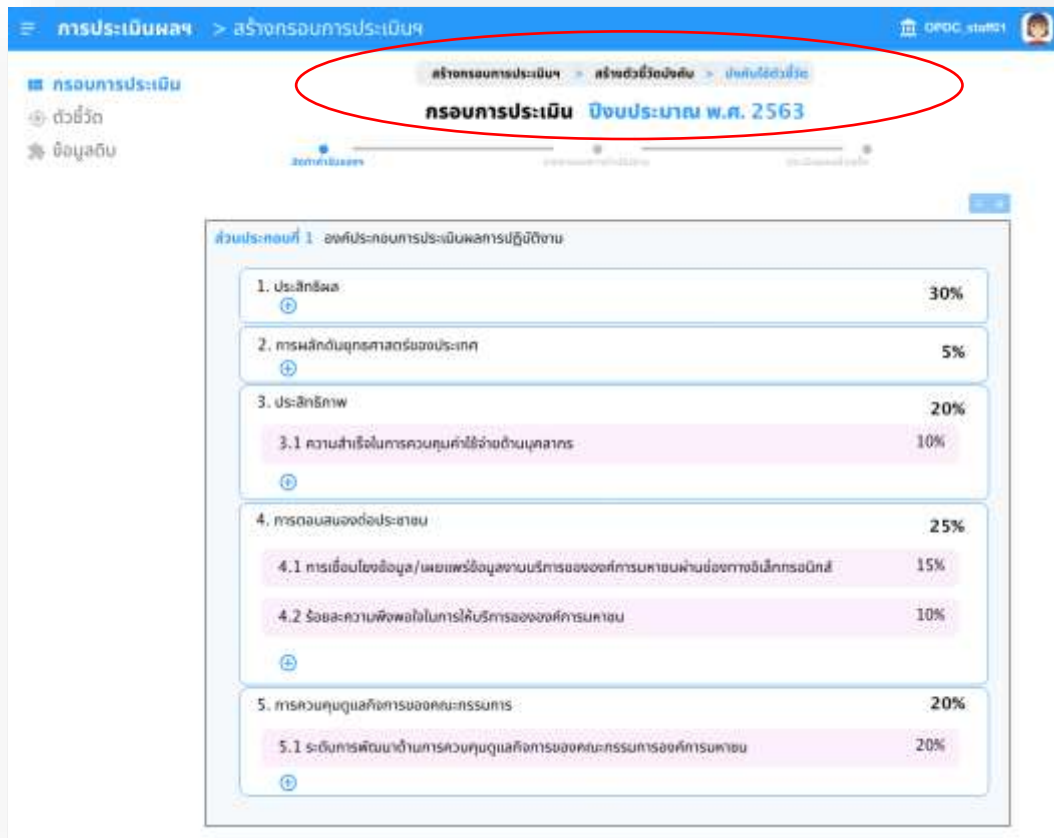 การประเมินผลฯ > สร้างกรอบการประเมินฯ
OPDC_staff01
สร้างกรอบการประเมินฯ > สร้างตัวชี้วัดบังคับ > บังคับใช้ตัวชี้วัด
กรอบการประเมิน ปีงบประมาณ พ.ศ. 2563
กรอบการประเมิน
ตัวชี้วัด
ข้อมูลดิบ
ส่วนประกอบที่ 1 องค์ประกอบการประเมินผลการปฏิบัติงาน
1. ประสิทธิผล 30%
2. การผลักดันยุทธศาสตร์ของประเทศ 5%
3. ประสิทธิภาพ 20%
3.1 ความสำเร็จในการควบคุมค่าใช้จ่ายด้านบุคลากร 10%
4. การตอบสนองต่อประชาชน 25%
4.1 การเชื่อมโยงข้อมูล/เผยแพร่ข้อมูลงานบริการขององค์การมหาชนผ่านช่องทางอิเล็กทรอนิกส์ 15%
4.2 ร้อยละความพึงพอใจในการให้บริการขององค์การมหาชน 10%
5. การควบคุมดูแลกิจการของคณะกรรมการ 20%
5.1 ระดับการพัฒนาด้านการควบคุมดูแลกิจการของคณะกรรมการองค์การมหาชน 20%